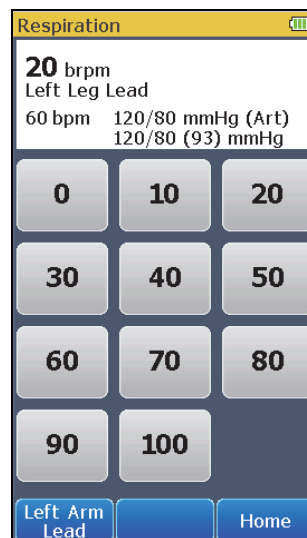 Respiration
20 brpm
Left Leg Lead
60 bpm 120/80 mmHg (Art)
120/80 (93) mmHg
0 10 20
30 40 50
60 70 80
90 100
Left Arm
Lead
Home